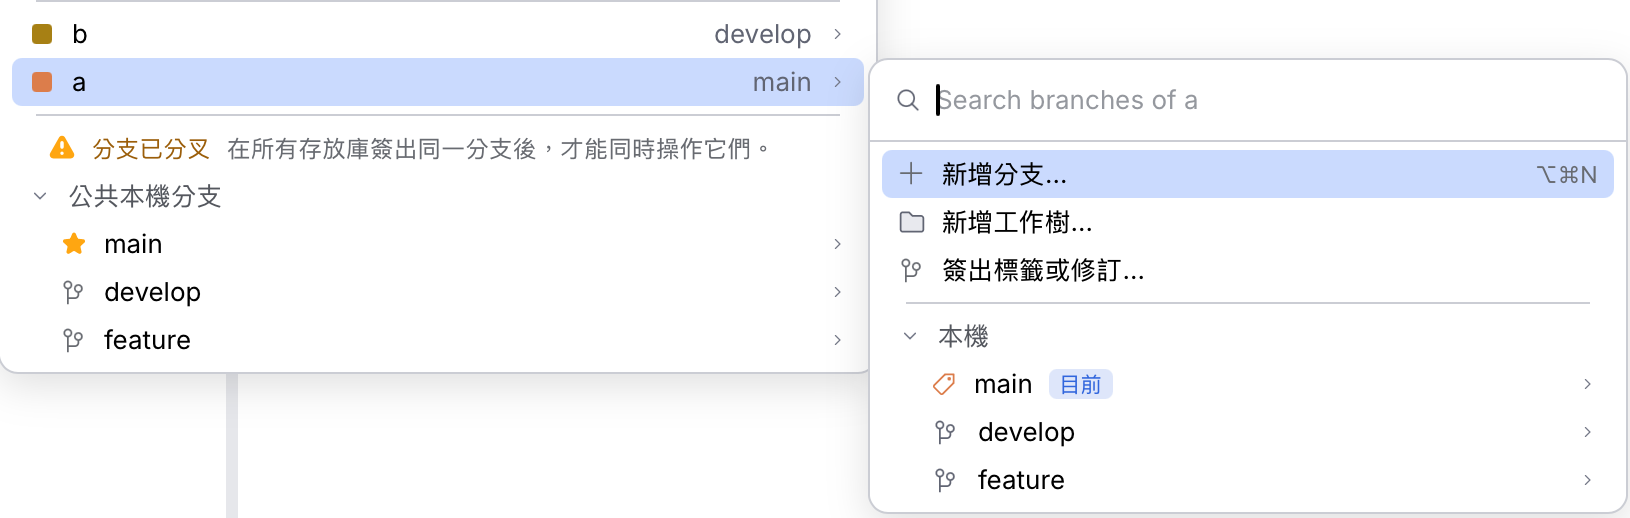 b develop
a main
分支已分叉 在所有存放庫簽出同一分支後，才能同時操作它們。
公共本機分支
main
develop
feature
Search branches of a
新增分支... ⌥⌘N
新增工作樹...
簽出標籤或修訂...
本機
main 目前
develop
feature